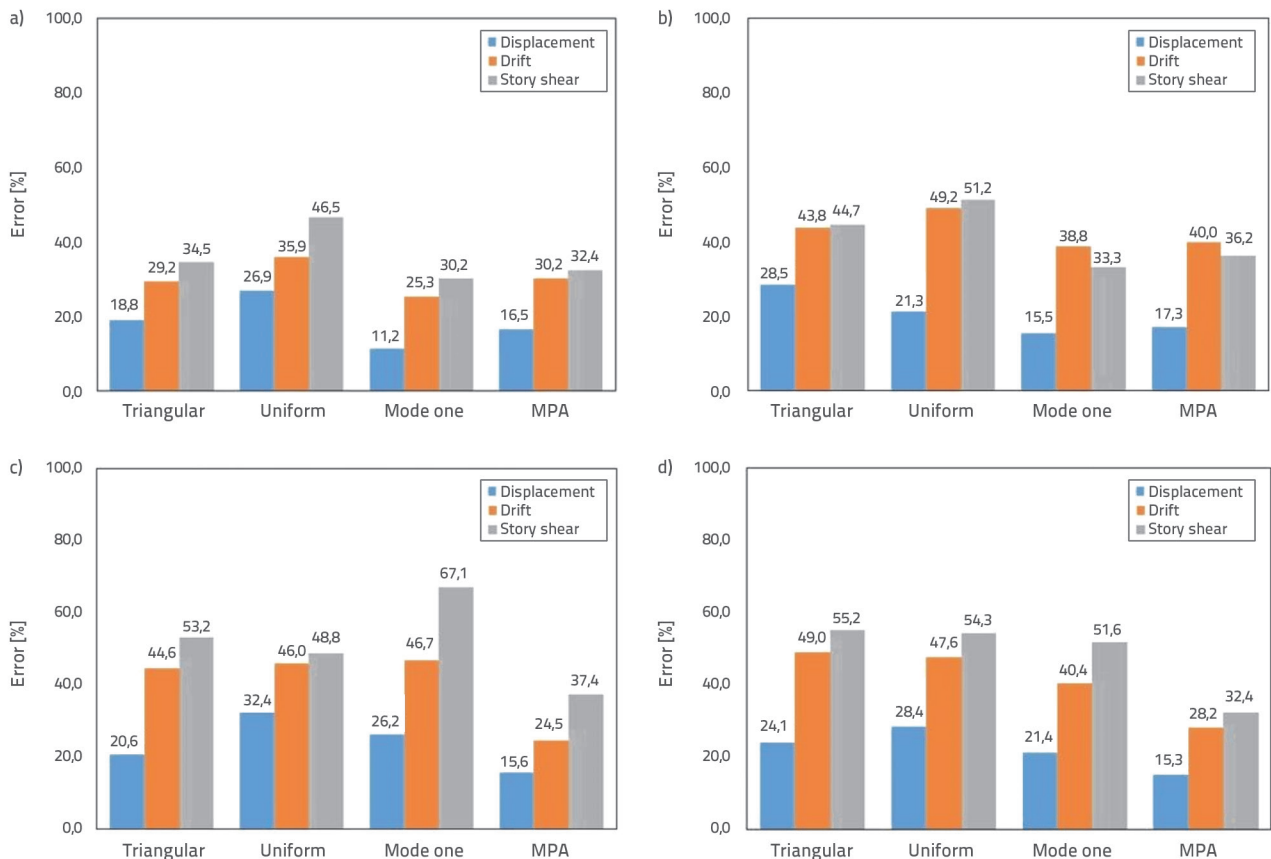 a)
100,0
80,0
60,0
40,0
20,0
0,0
Error [%]
Displacement
Drift
Story shear
18,8
29,2
34,5
26,9
35,9
46,5
11,2
25,3
30,2
16,5
30,2
32,4
Triangular
Uniform
Mode one
MPA
b)
100,0
80,0
60,0
40,0
20,0
0,0
Error [%]
Displacement
Drift
Story shear
28,5
43,8
44,7
21,3
49,2
51,2
15,5
38,8
33,3
17,3
40,0
36,2
Triangular
Uniform
Mode one
MPA
c)
100,0
80,0
60,0
40,0
20,0
0,0
Error [%]
Displacement
Drift
Story shear
20,6
44,6
53,2
32,4
46,0
48,8
26,2
46,7
67,1
15,6
24,5
37,4
Triangular
Uniform
Mode one
MPA
d)
100,0
80,0
60,0
40,0
20,0
0,0
Error [%]
Displacement
Drift
Story shear
24,1
49,0
55,2
28,4
47,6
54,3
21,4
40,4
51,6
15,3
28,2
32,4
Triangular
Uniform
Mode one
MPA